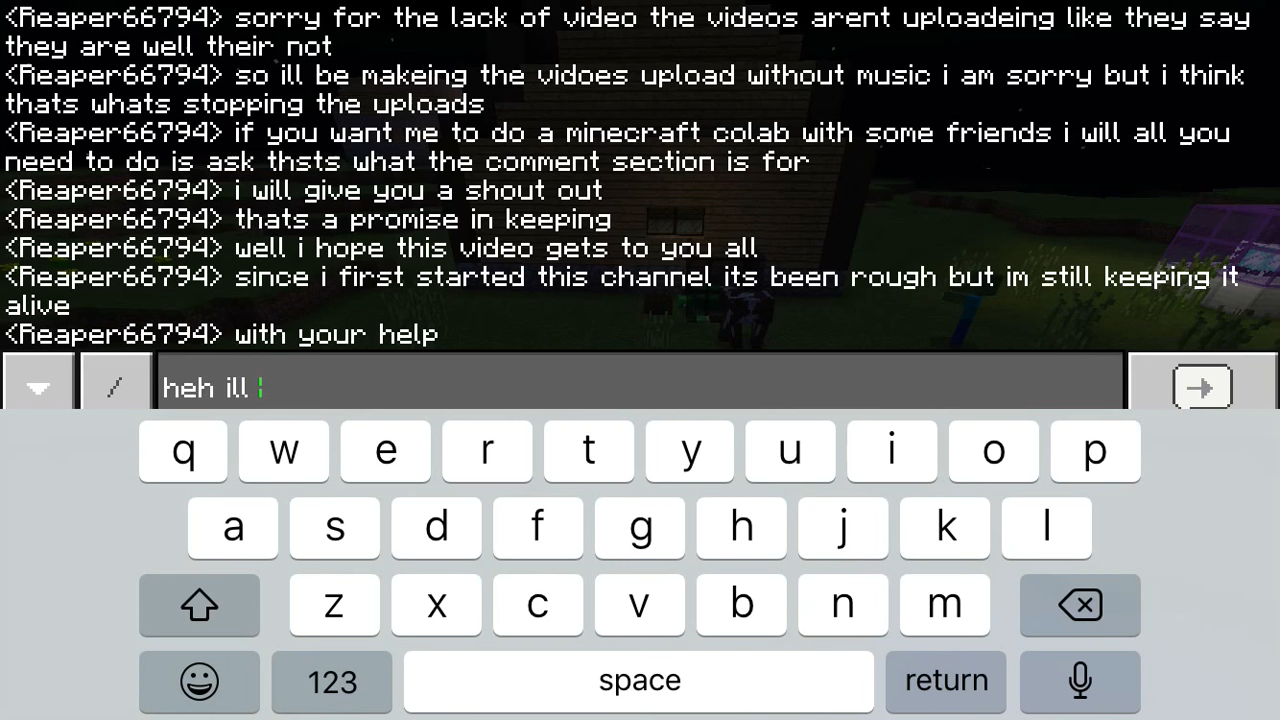 <Reaper66794> sorry for the lack of video the videos arent uploadeing like they say
they are well their not
<Reaper66794> so ill be makeing the vidoes upload without music i am sorry but i think
thats whats stopping the uploads
<Reaper66794> if you want me to do a minecraft colab with some friends i will all you
need to do is ask thsts what the comment section is for
<Reaper66794> i will give you a shout out
<Reaper66794> thats a promise in keeping
<Reaper66794> well i hope this video gets to you all
<Reaper66794> since i first started this channel its been rough but im still keeping it
alive
<Reaper66794> with your help
/ heh ill
q w e r t y u i o p
a s d f g h j k l
z x c v b n m
123 space return